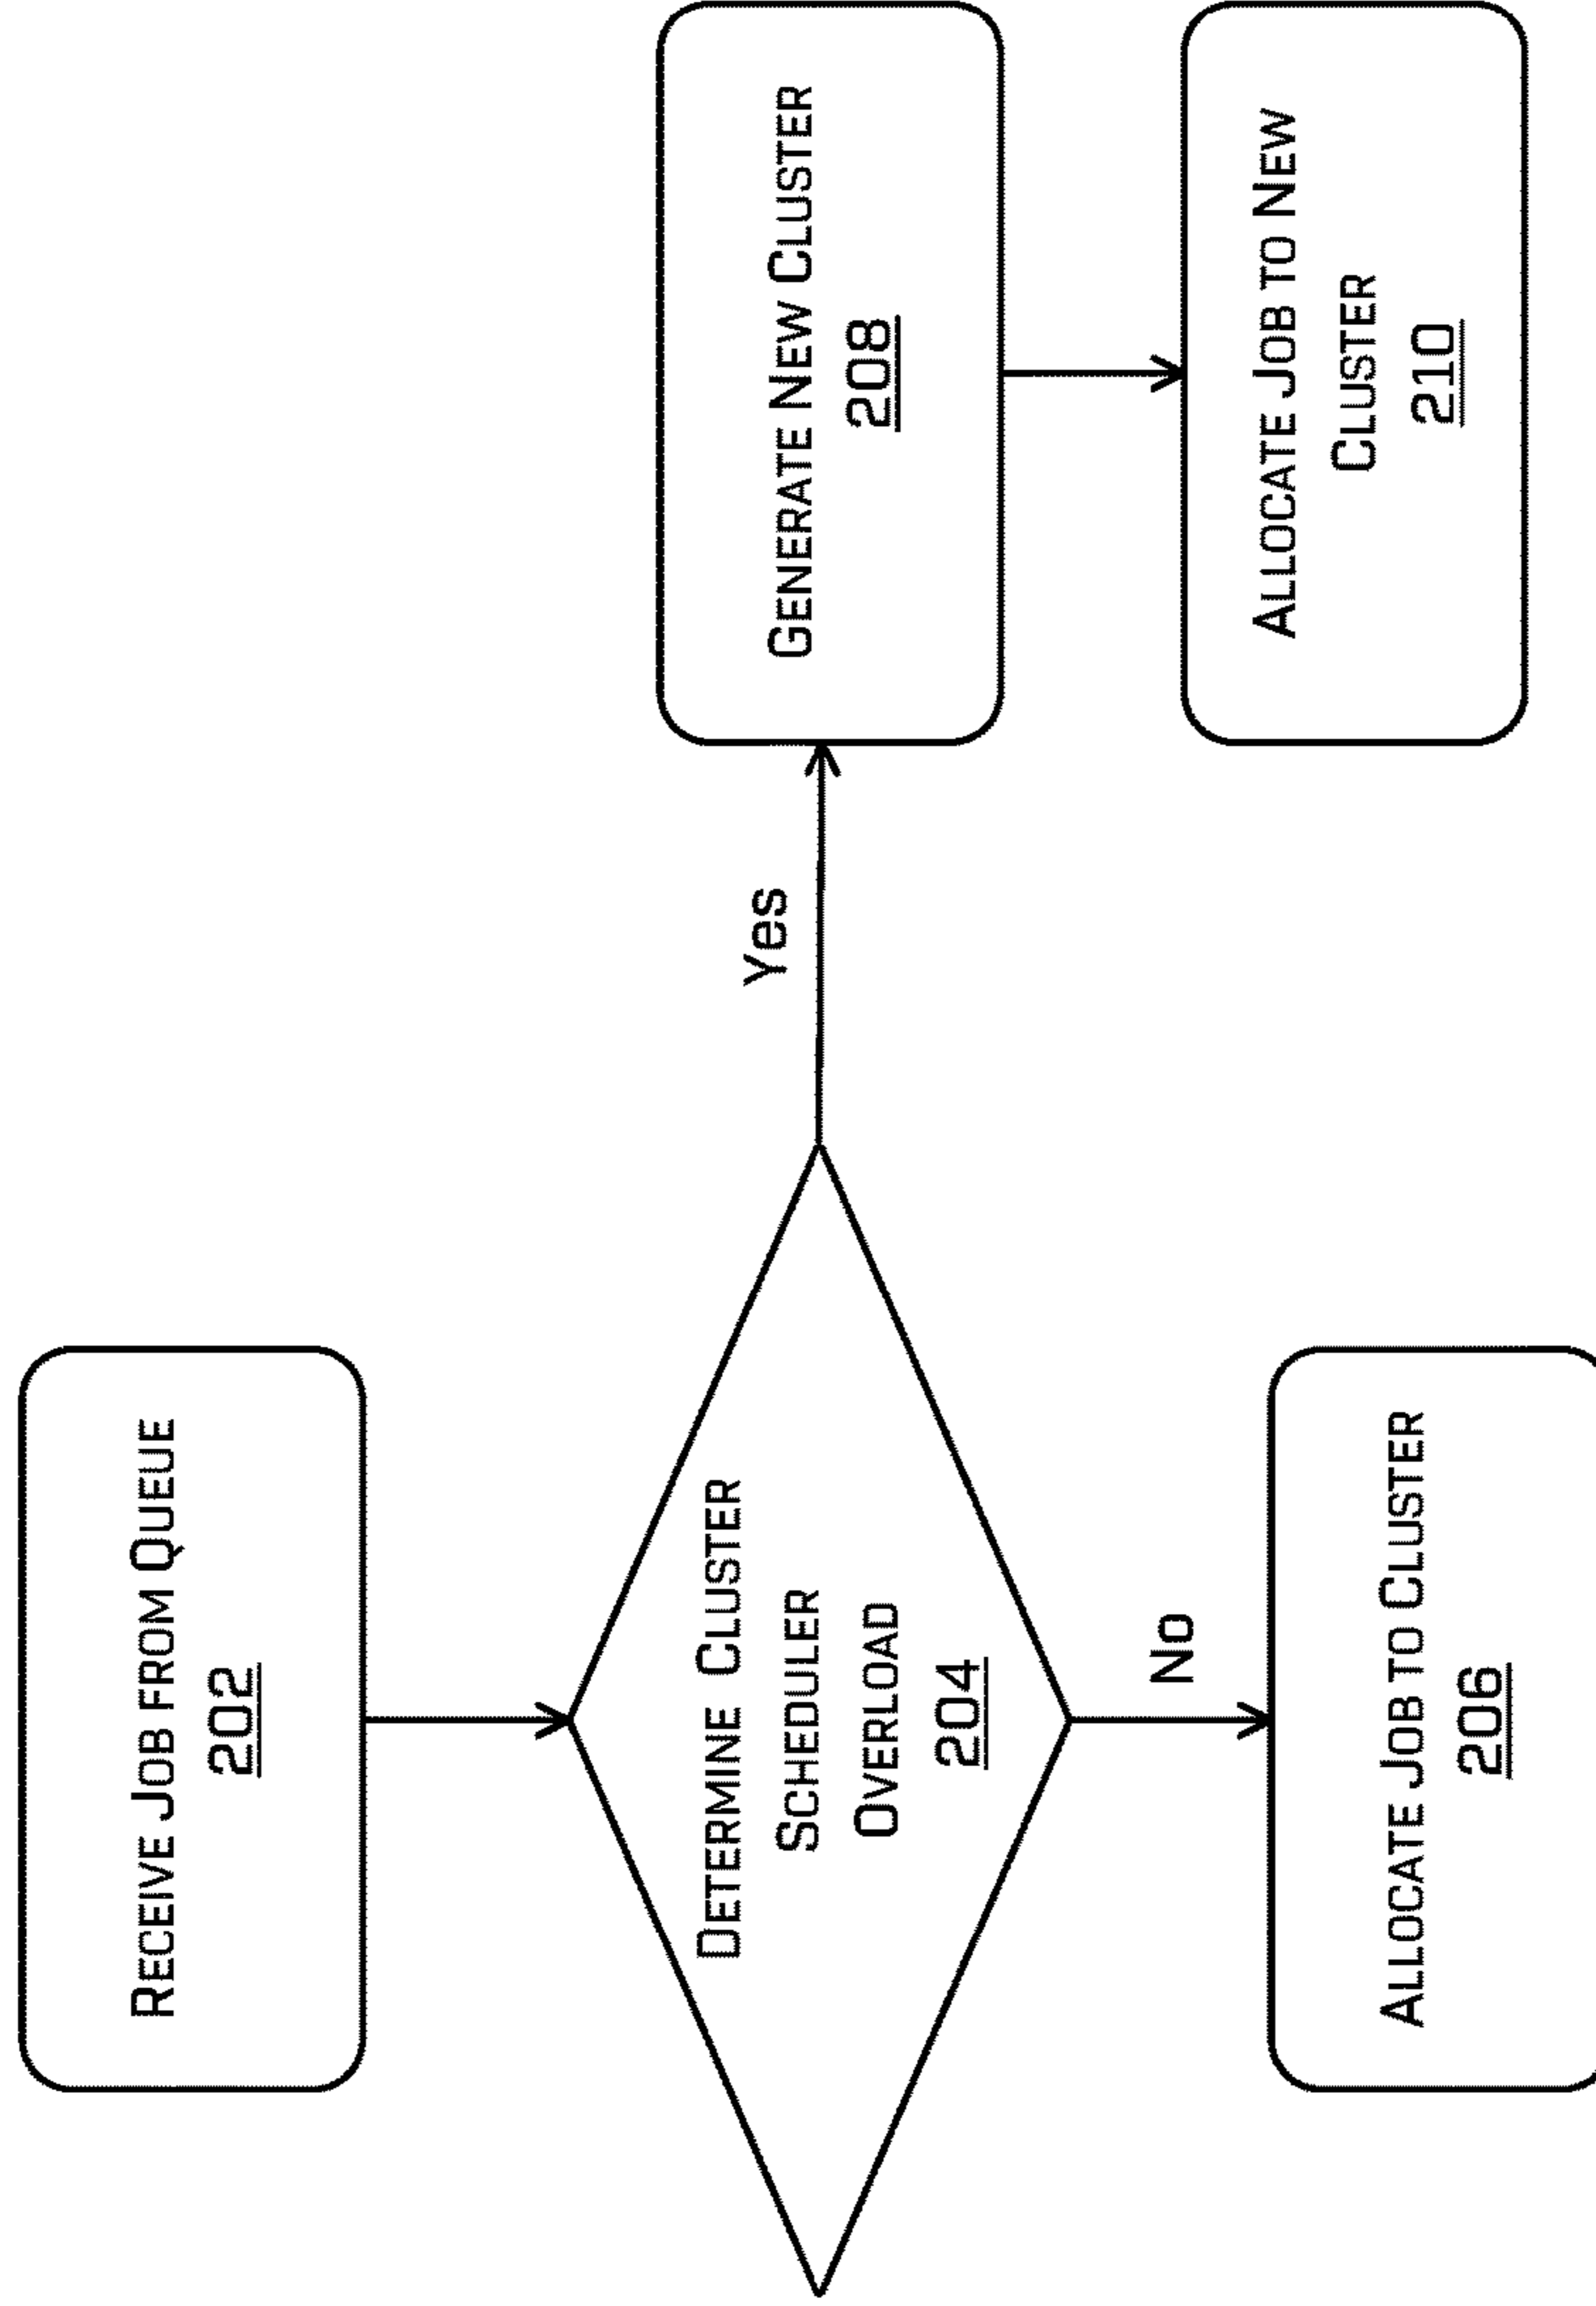 Receive Job from Queue
202
Determine Cluster
Scheduler
Overload
204
Yes
No
Allocate Job to Cluster
206
Generate New Cluster
208
Allocate Job to New
Cluster
210